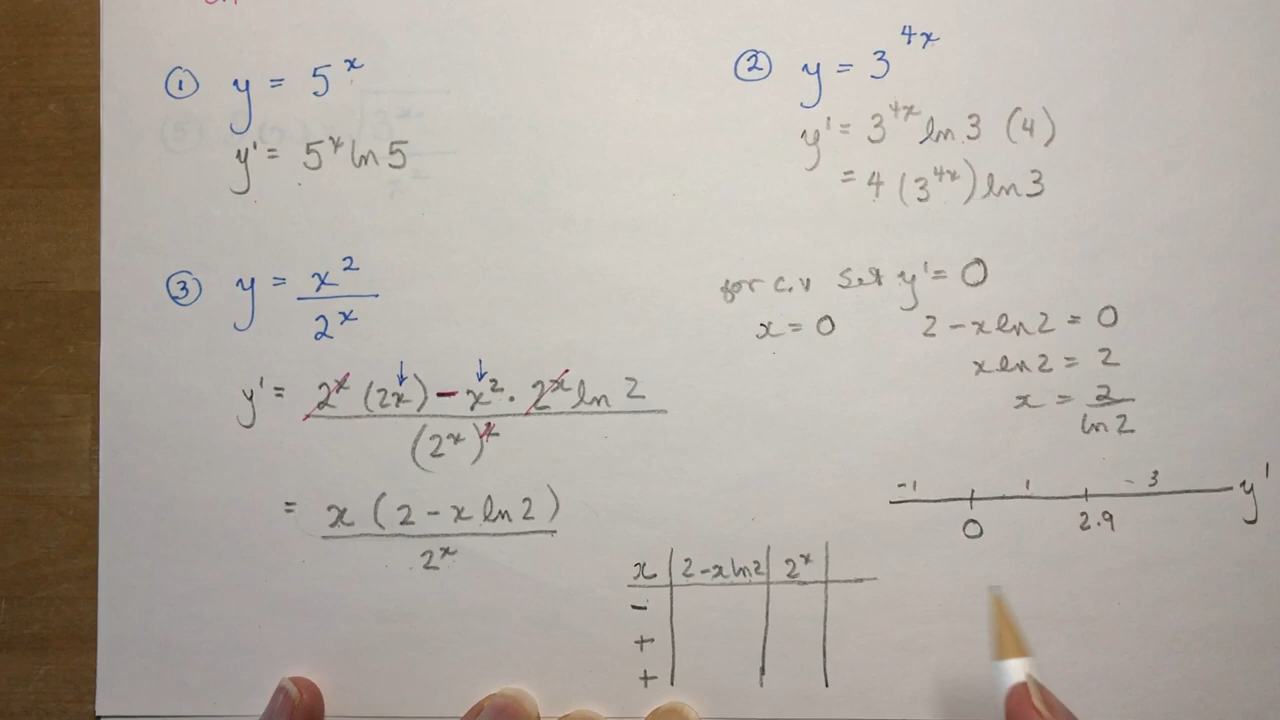 ① y = 5^x
y' = 5^x ln 5
② y = 3^{4x}
y' = 3^{4x} ln 3 (4)
= 4 (3^{4x}) ln 3
③ y = x^2 / 2^x
y' = 2^x (2x) - x^2 · 2^x ln 2 / (2^x)^2
= x (2 - x ln 2) / 2^x
for c.v set y' = 0
x = 0    2 - x ln 2 = 0
x ln 2 = 2
x = 2 / ln 2
-1    1    -3    y'
0    2.9
x | 2-x ln 2 | 2^x |
-
+
+